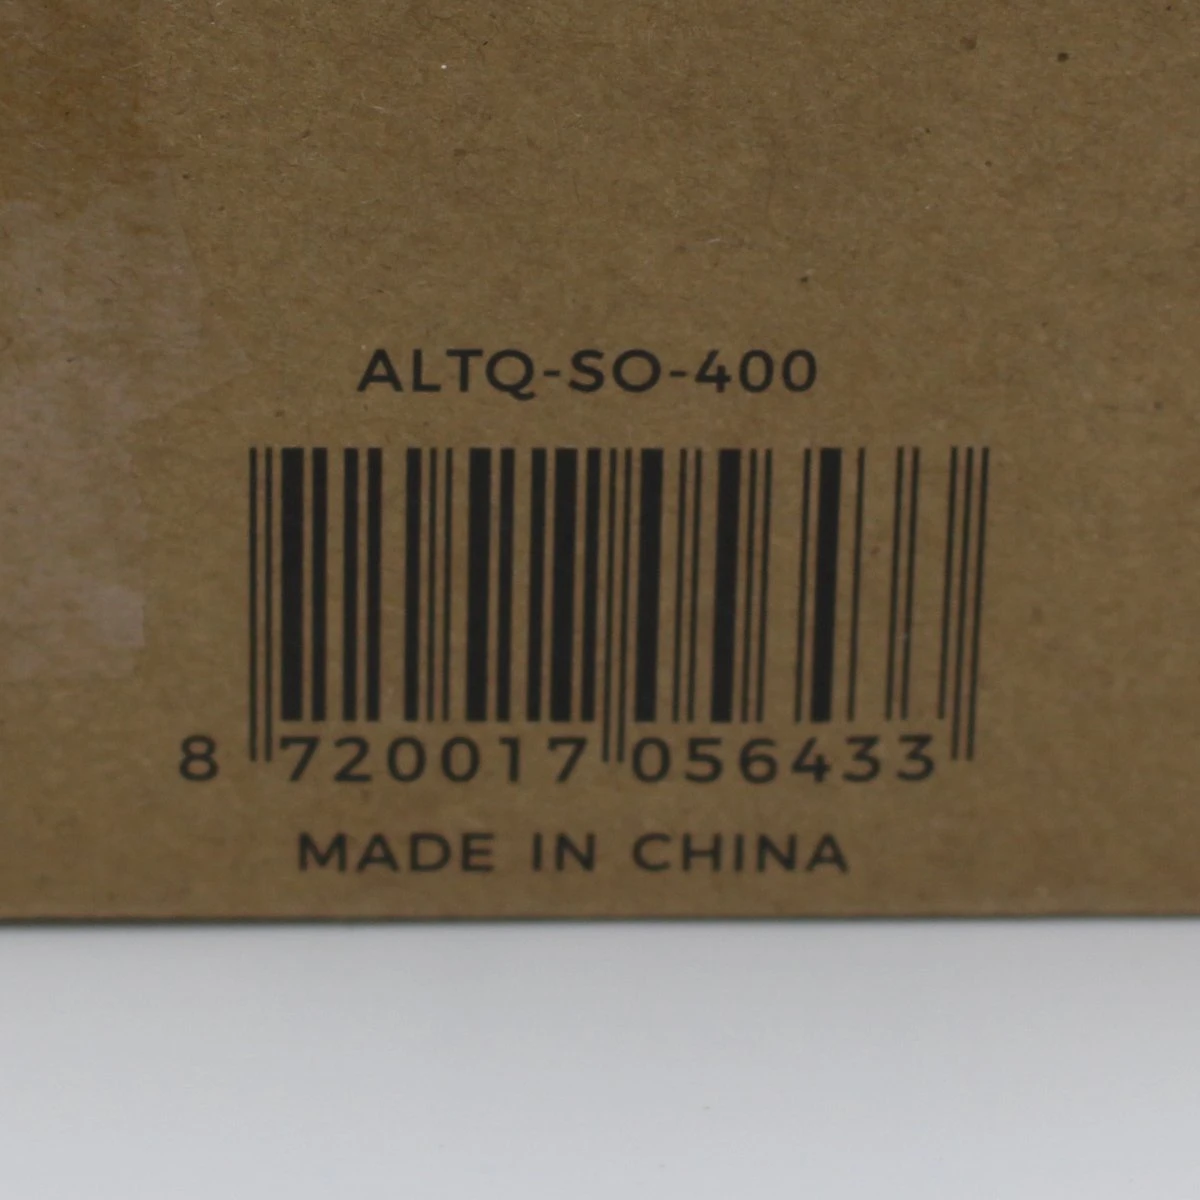 ALTQ-SO-400
8 720017 056433
MADE IN CHINA